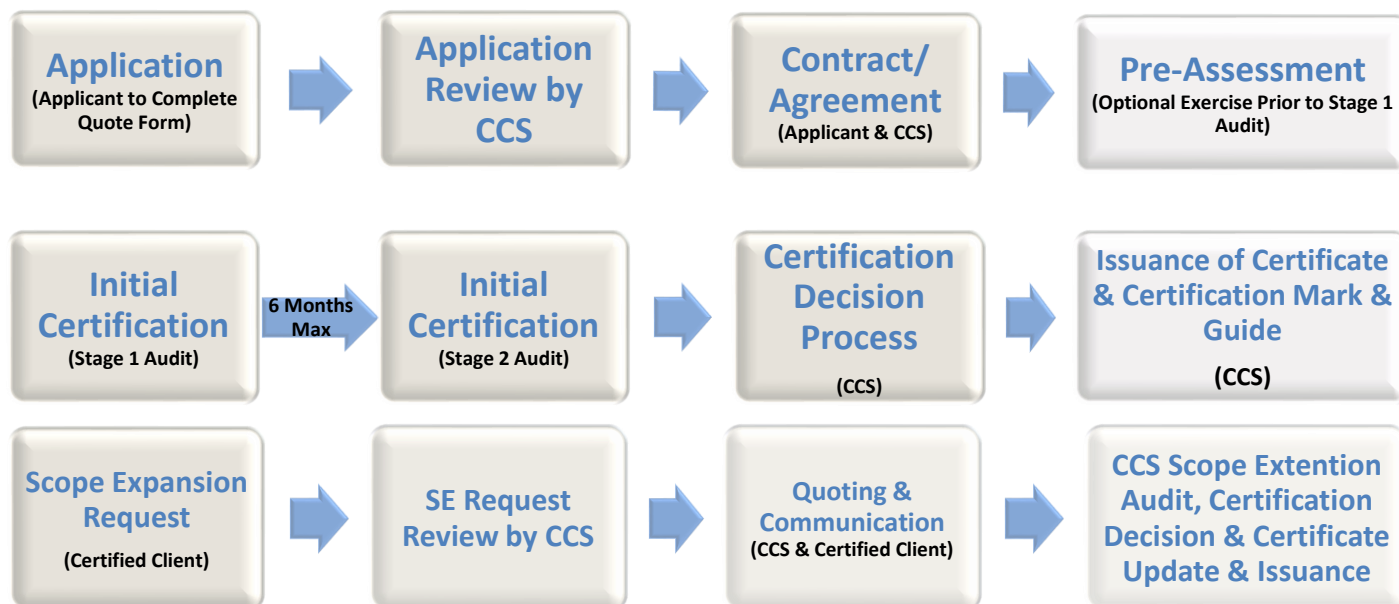 Application
(Applicant to Complete
Quote Form)
Application
Review by
CCS
Contract/
Agreement
(Applicant & CCS)
Pre-Assessment
(Optional Exercise Prior to Stage 1
Audit)
Initial
Certification
(Stage 1 Audit)
6 Months
Max
Initial
Certification
(Stage 2 Audit)
Certification
Decision
Process
(CCS)
Issuance of Certificate
& Certification Mark &
Guide
(CCS)
Scope Expansion
Request
(Certified Client)
SE Request
Review by CCS
Quoting &
Communication
(CCS & Certified Client)
CCS Scope Extention
Audit, Certification
Decision & Certificate
Update & Issuance